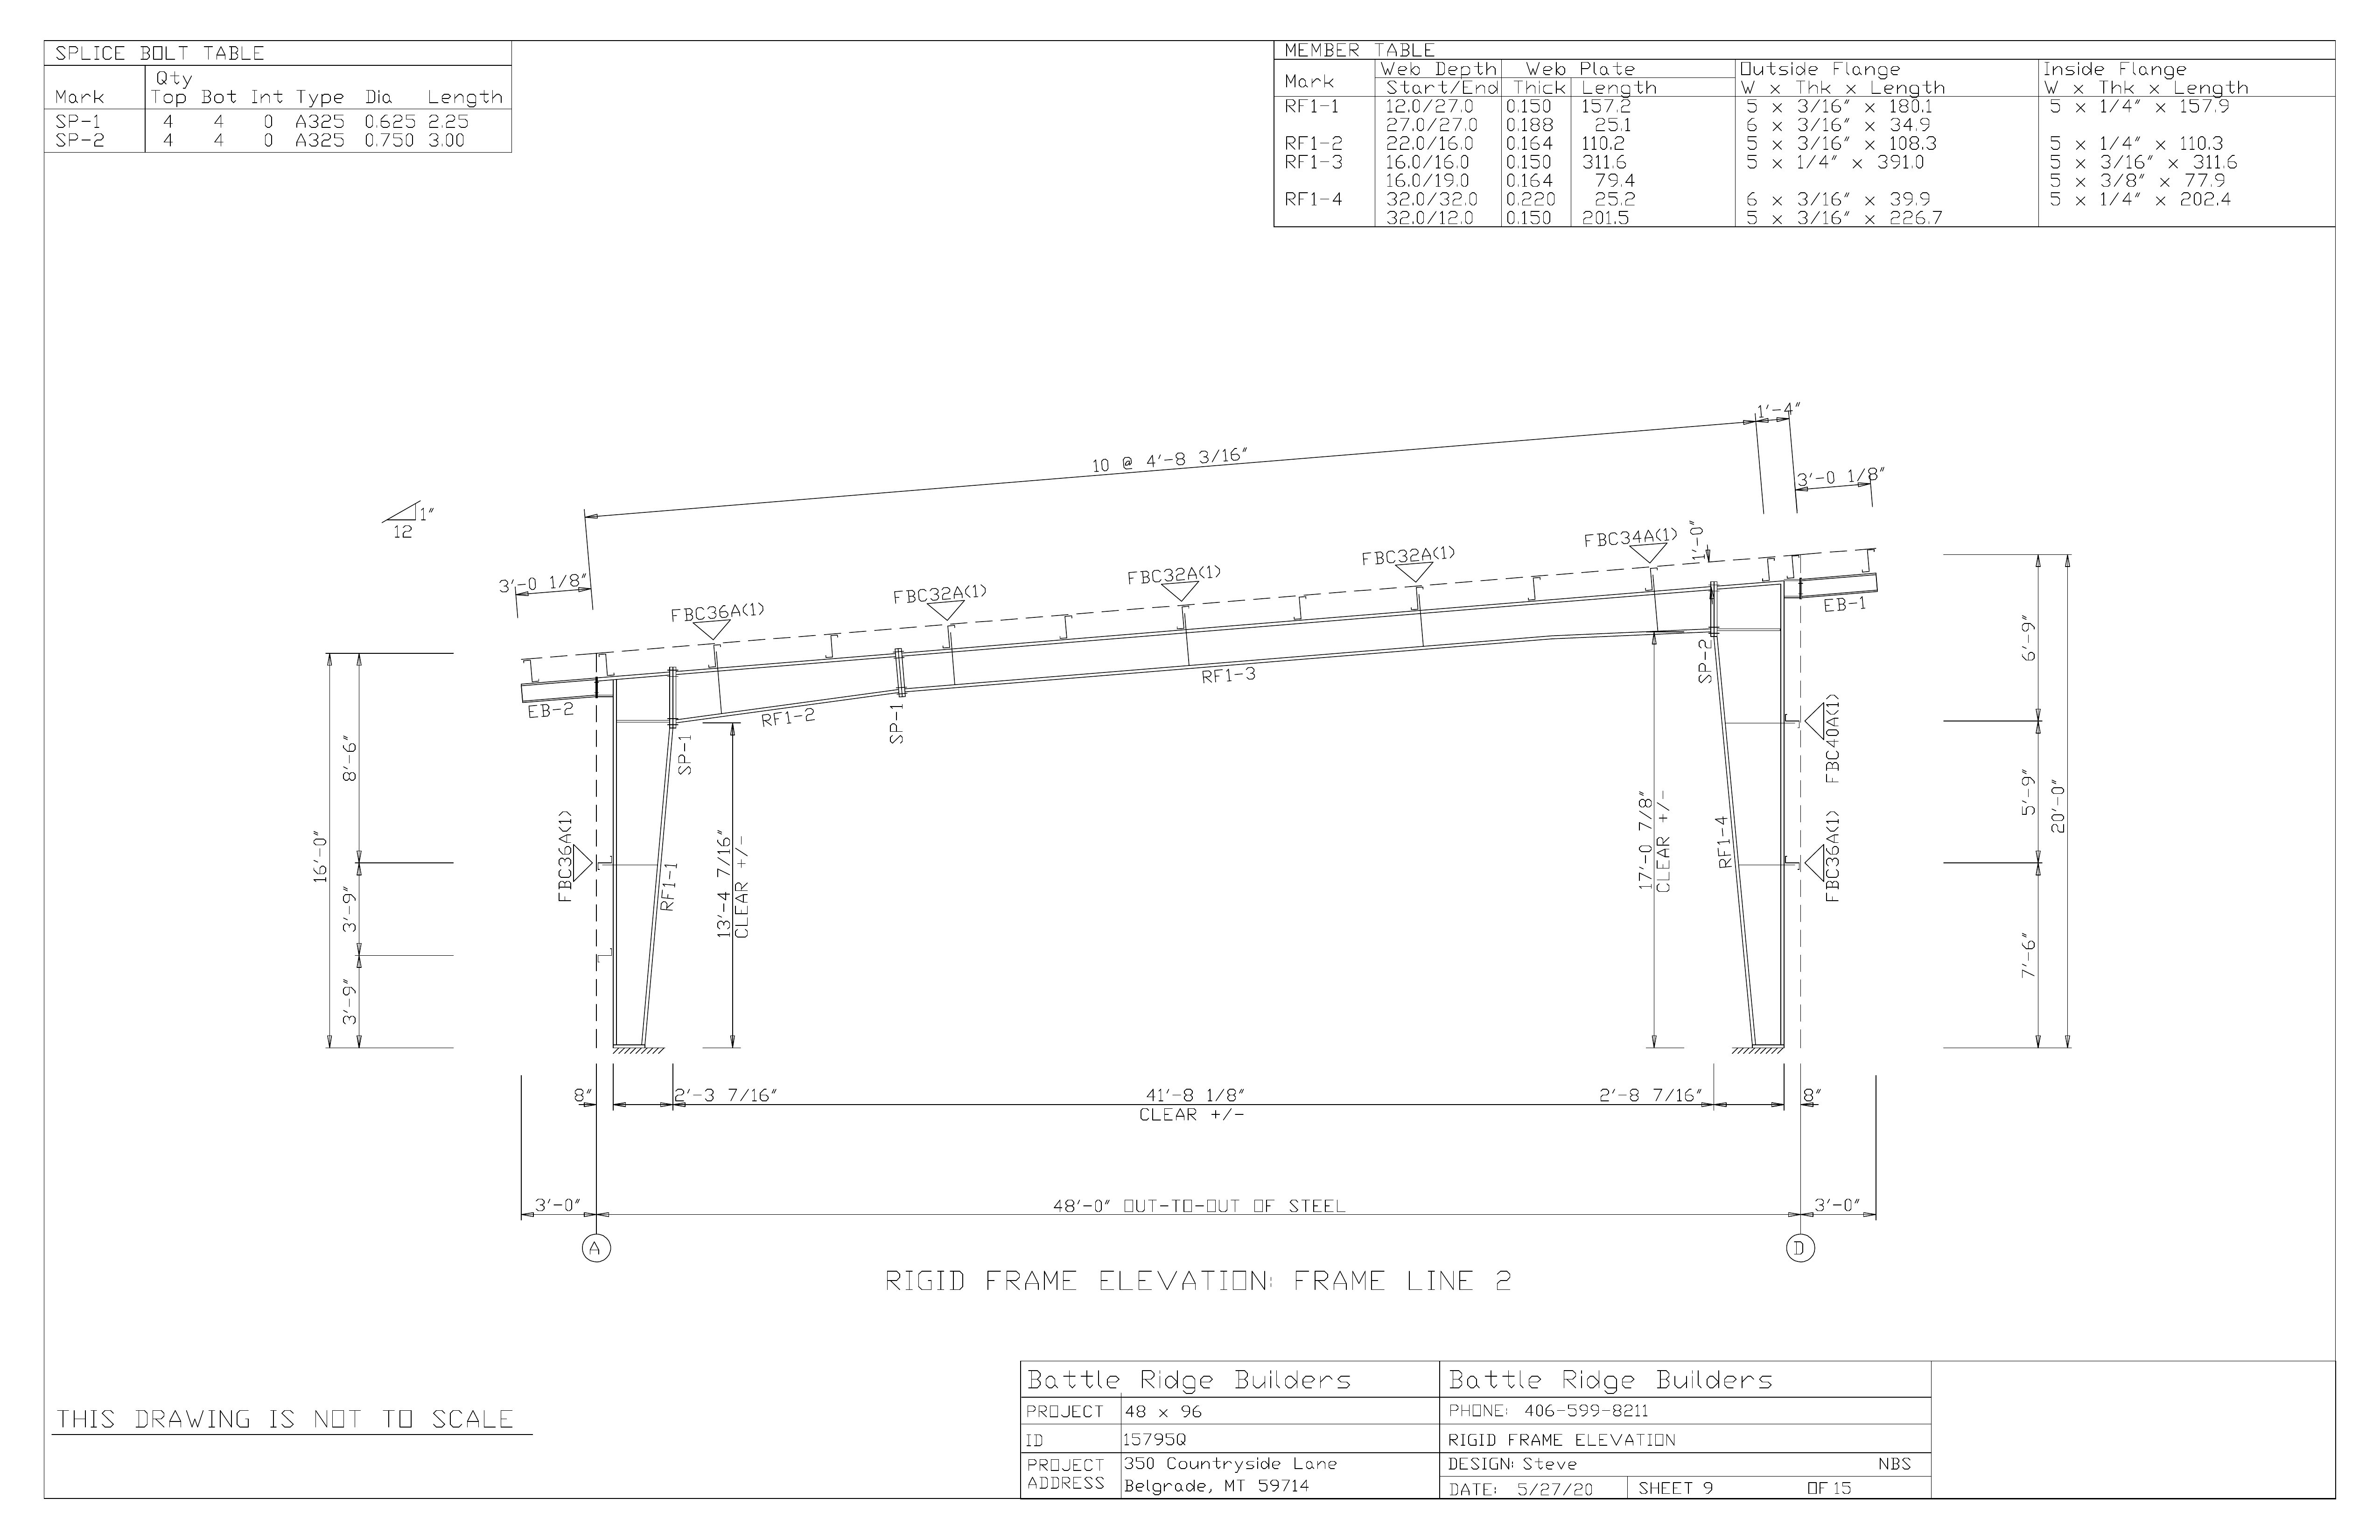 SPLICE BOLT TABLE
Qty
Mark Top Bot Int Type Dia Length
SP-1 4 4 0 A325 0.625 2.25
SP-2 4 4 0 A325 0.750 3.00
MEMBER TABLE
Web Depth Web Plate Outside Flange Inside Flange
Mark Start/End Thick Length W x Thk x Length W x Thk x Length
RF1-1 12.0/27.0 0.150 157.2 5 x 3/16" x 180.1 5 x 1/4" x 157.9
27.0/27.0 0.188 25.1 6 x 3/16" x 34.9
RF1-2 22.0/16.0 0.164 110.2 5 x 3/16" x 108.3 5 x 1/4" x 110.3
RF1-3 16.0/16.0 0.150 311.6 5 x 1/4" x 391.0 5 x 3/16" x 311.6
16.0/19.0 0.164 79.4 5 x 3/8" x 77.9
RF1-4 32.0/32.0 0.220 25.2 6 x 3/16" x 39.9 5 x 1/4" x 202.4
32.0/12.0 0.150 201.5 5 x 3/16" x 226.7
1'-4"
10 @ 4'-8 3/16"
3'-0 1/8"
1"
12
1'-0"
FBC34A(1)
FBC32A(1)
FBC32A(1)
FBC32A(1)
FBC36A(1)
3'-0 1/8"
EB-1
EB-2
RF1-2
RF1-3
SP-1
SP-1
SP-2
16'-0"
8'-6"
3'-9"
3'-9"
FBC36A(1)
RF1-1
13'-4 7/16"
CLEAR +/-
17'-0 7/8"
CLEAR +/-
RF1-4
FBC40A(1)
FBC36A(1)
6'-9"
5'-9"
7'-6"
20'-0"
8" 2'-3 7/16" 41'-8 1/8" 2'-8 7/16" 8"
CLEAR +/-
3'-0" 48'-0" OUT-TO-OUT OF STEEL 3'-0"
A D
RIGID FRAME ELEVATION: FRAME LINE 2
THIS DRAWING IS NOT TO SCALE
Battle Ridge Builders
PROJECT 48 x 96
ID 15795Q
PROJECT ADDRESS 350 Countryside Lane
Belgrade, MT 59714
Battle Ridge Builders
PHONE: 406-599-8211
RIGID FRAME ELEVATION
DESIGN: Steve NBS
DATE: 5/27/20 SHEET 9 OF 15